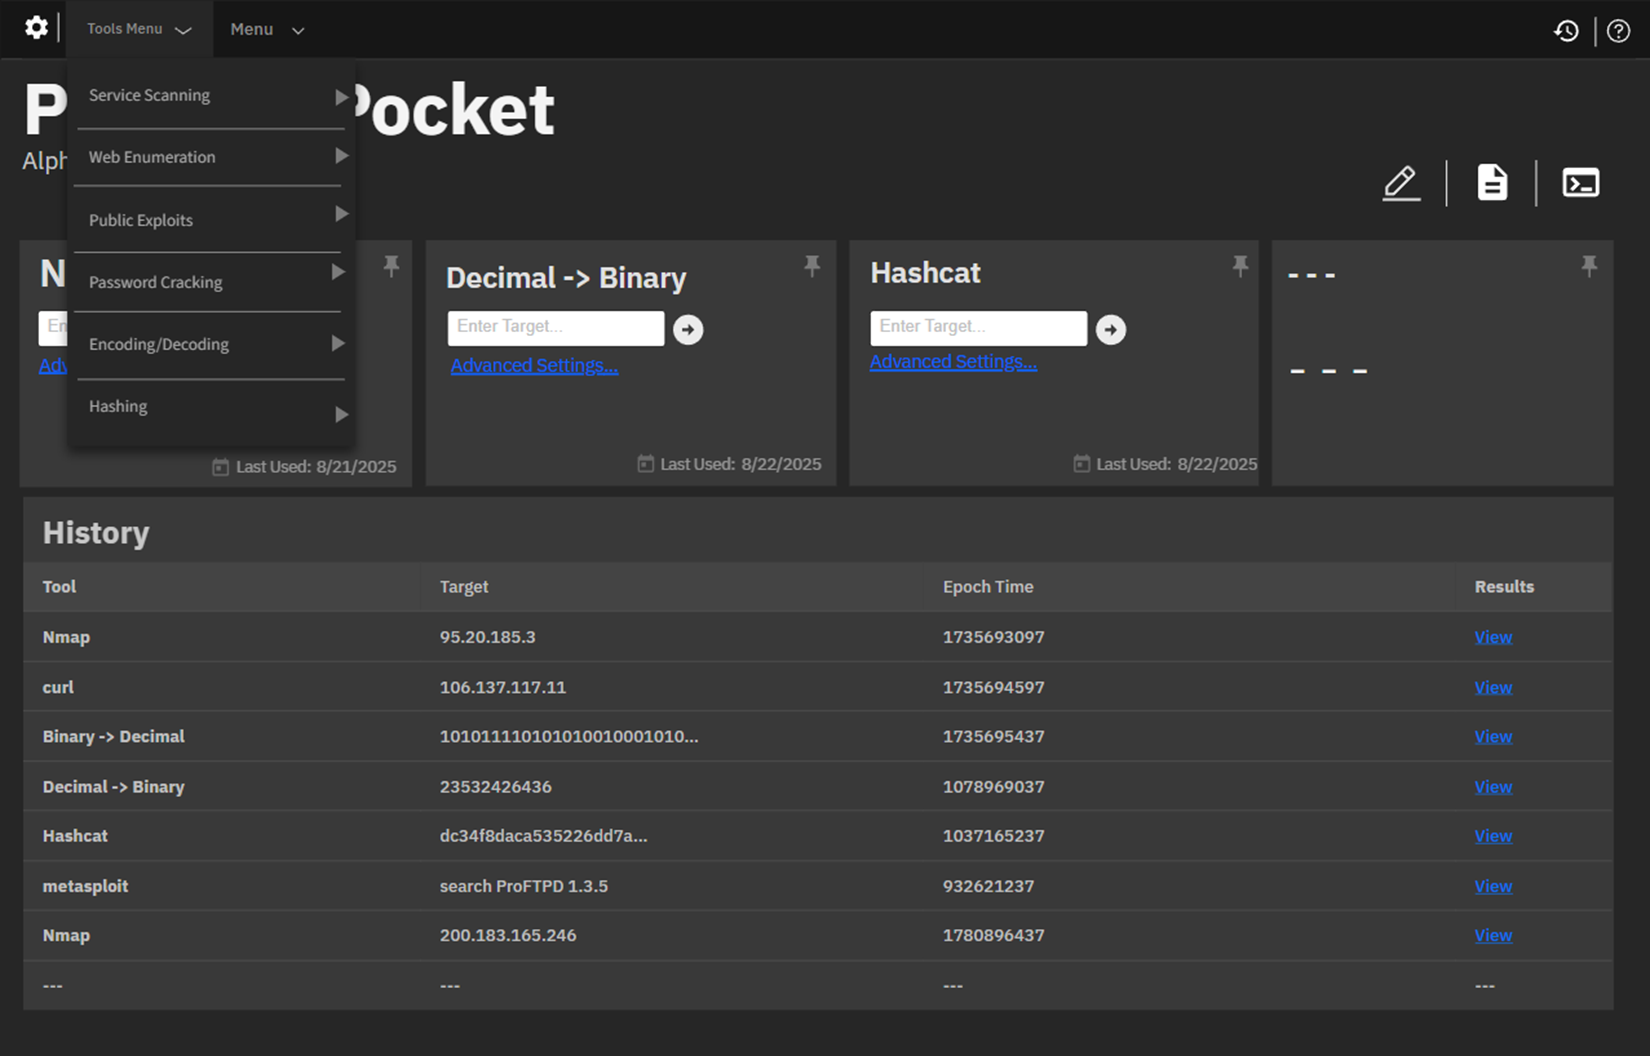 Tools Menu
Menu
Service Scanning
Web Enumeration
Public Exploits
Password Cracking
Encoding/Decoding
Hashing
P Pocket
Alph
N
En
Adv
Last Used: 8/21/2025
Decimal -> Binary
Enter Target...
Advanced Settings...
Last Used: 8/22/2025
Hashcat
Enter Target...
Advanced Settings...
Last Used: 8/22/2025
---
- - -
History
Tool Target Epoch Time Results
Nmap 95.20.185.3 1735693097 View
curl 106.137.117.11 1735694597 View
Binary -> Decimal 101011110101010010001010... 1735695437 View
Decimal -> Binary 23532426436 1078969037 View
Hashcat dc34f8daca535226dd7a... 1037165237 View
metasploit search ProFTPD 1.3.5 932621237 View
Nmap 200.183.165.246 1780896437 View
--- --- --- ---